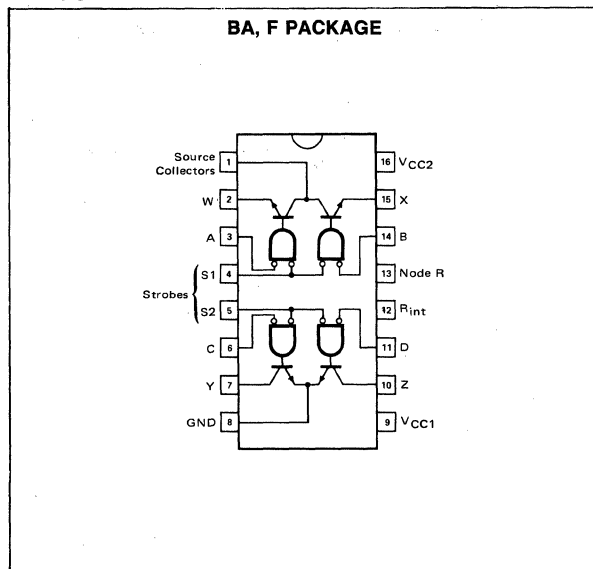 BA, F PACKAGE
Source
Collectors
1
16
VCC2
W
2
15
X
A
3
14
B
S1
4
13
Node R
Strobes
S2
5
12
Rint
C
6
11
D
Y
7
10
Z
GND
8
9
VCC1